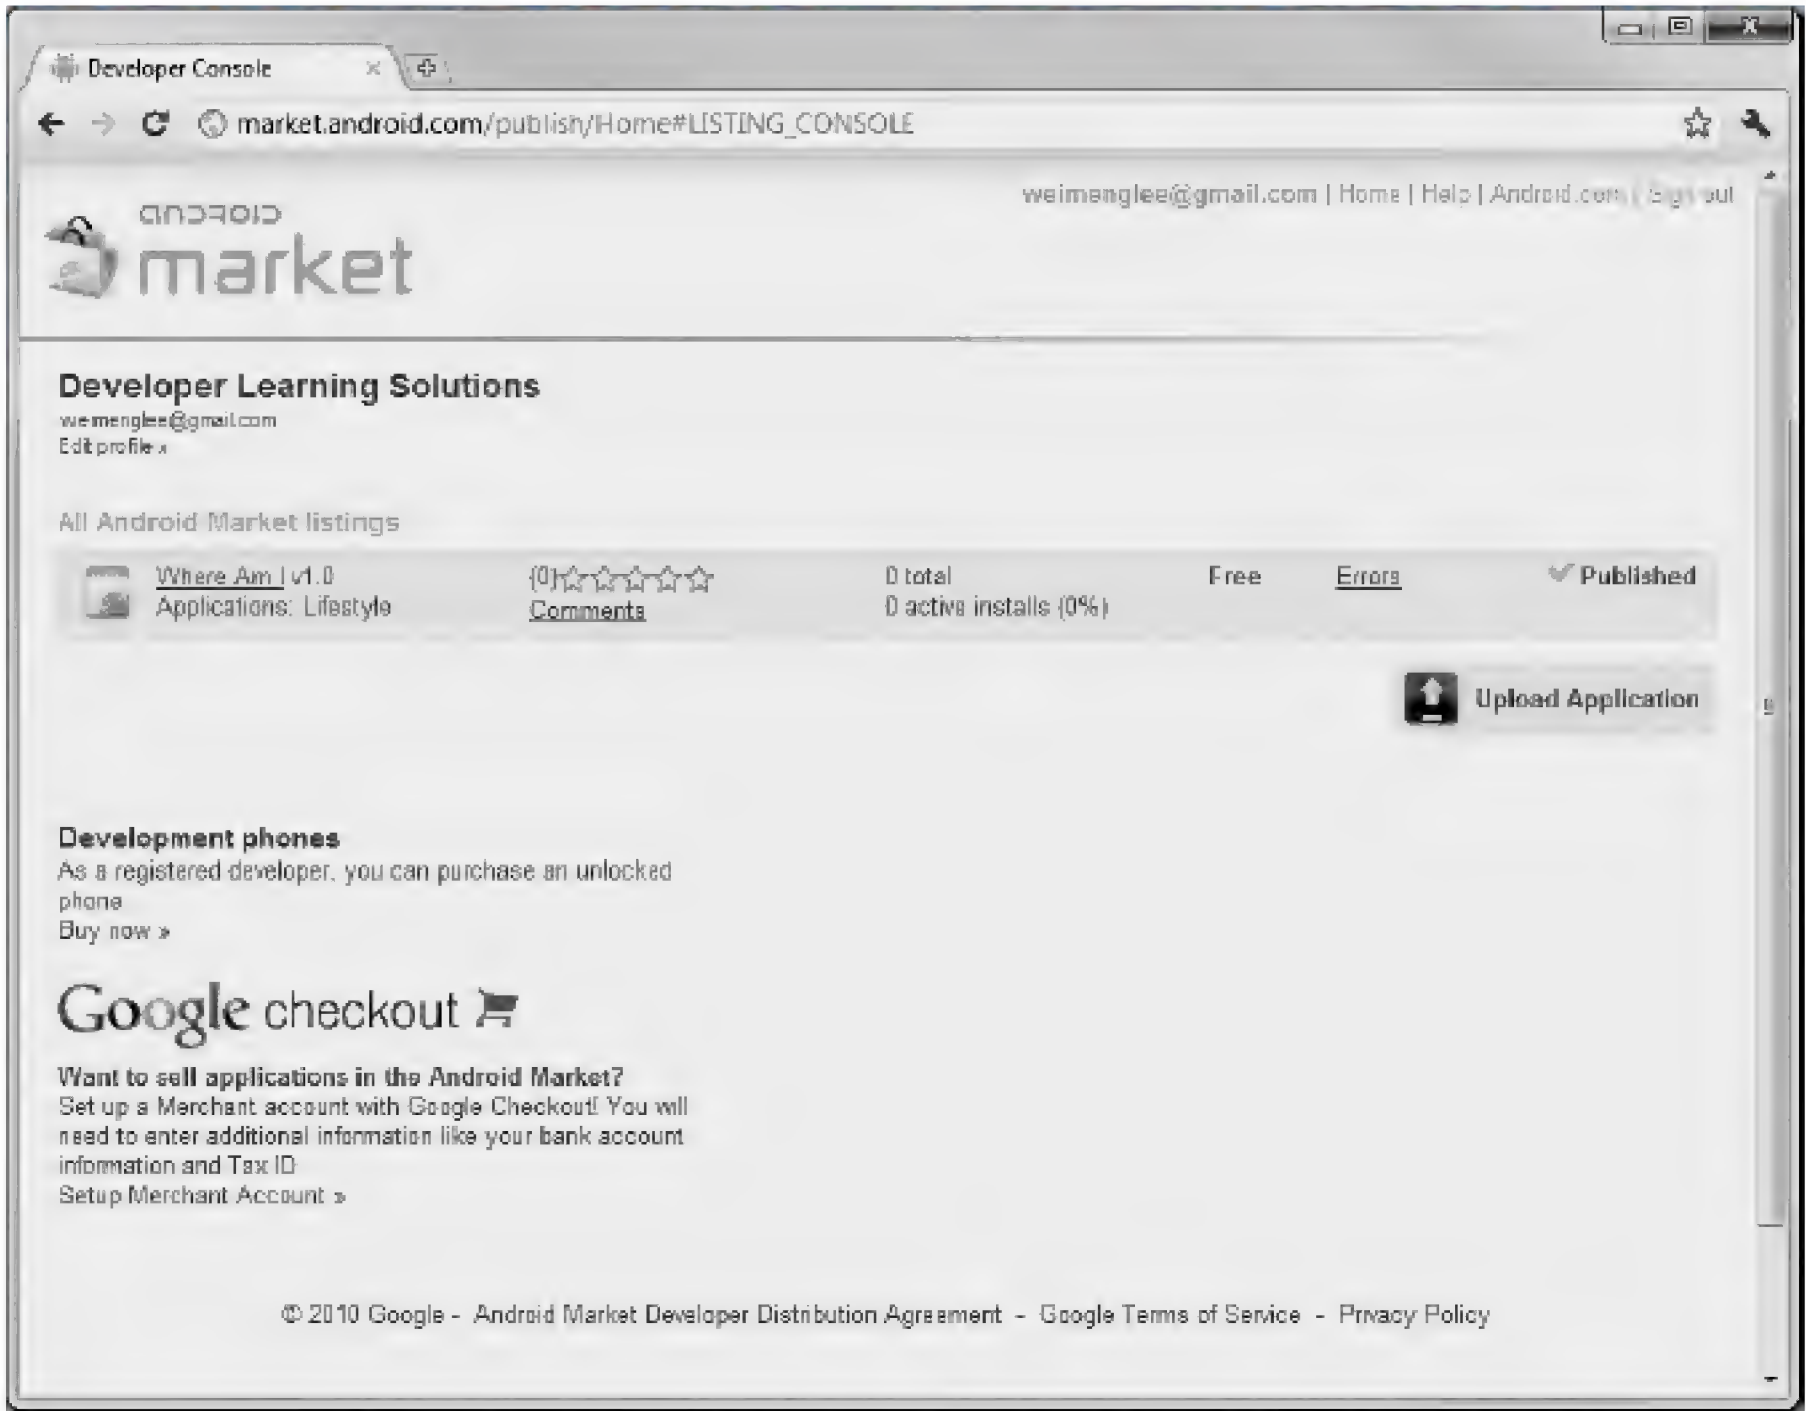 Developer Console
market.android.com/publish/Home#LISTING_CONSOLE
weimenglee@gmail.com | Home | Help | Android.com | Sign out
android
market
Developer Learning Solutions
weimenglee@gmail.com
Edit profile »
All Android Market listings
Where Am I v1.0 (0) 0 total Free Errors Published
Applications: Lifestyle Comments 0 active installs (0%)
Upload Application
Development phones
As a registered developer, you can purchase an unlocked
phone
Buy now »
Google checkout
Want to sell applications in the Android Market?
Set up a Merchant account with Google Checkout! You will
need to enter additional information like your bank account
information and Tax ID
Setup Merchant Account »
© 2010 Google - Android Market Developer Distribution Agreement - Google Terms of Service - Privacy Policy